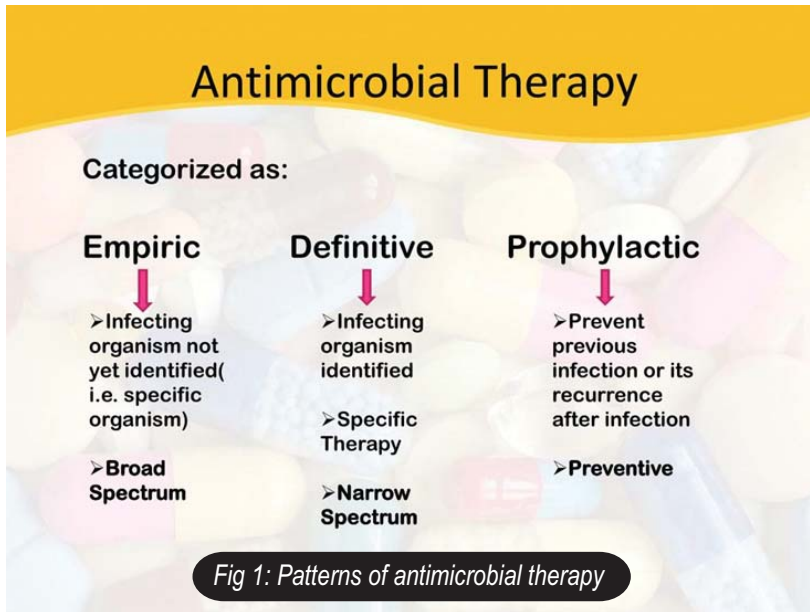 Antimicrobial Therapy
Categorized as:
Empiric
➢Infecting
organism not
yet identified(
i.e. specific
organism)
➢Broad
Spectrum
Definitive
➢Infecting
organism
identified
➢Specific
Therapy
➢Narrow
Spectrum
Prophylactic
➢Prevent
previous
infection or its
recurrence
after infection
➢Preventive
Fig 1: Patterns of antimicrobial therapy